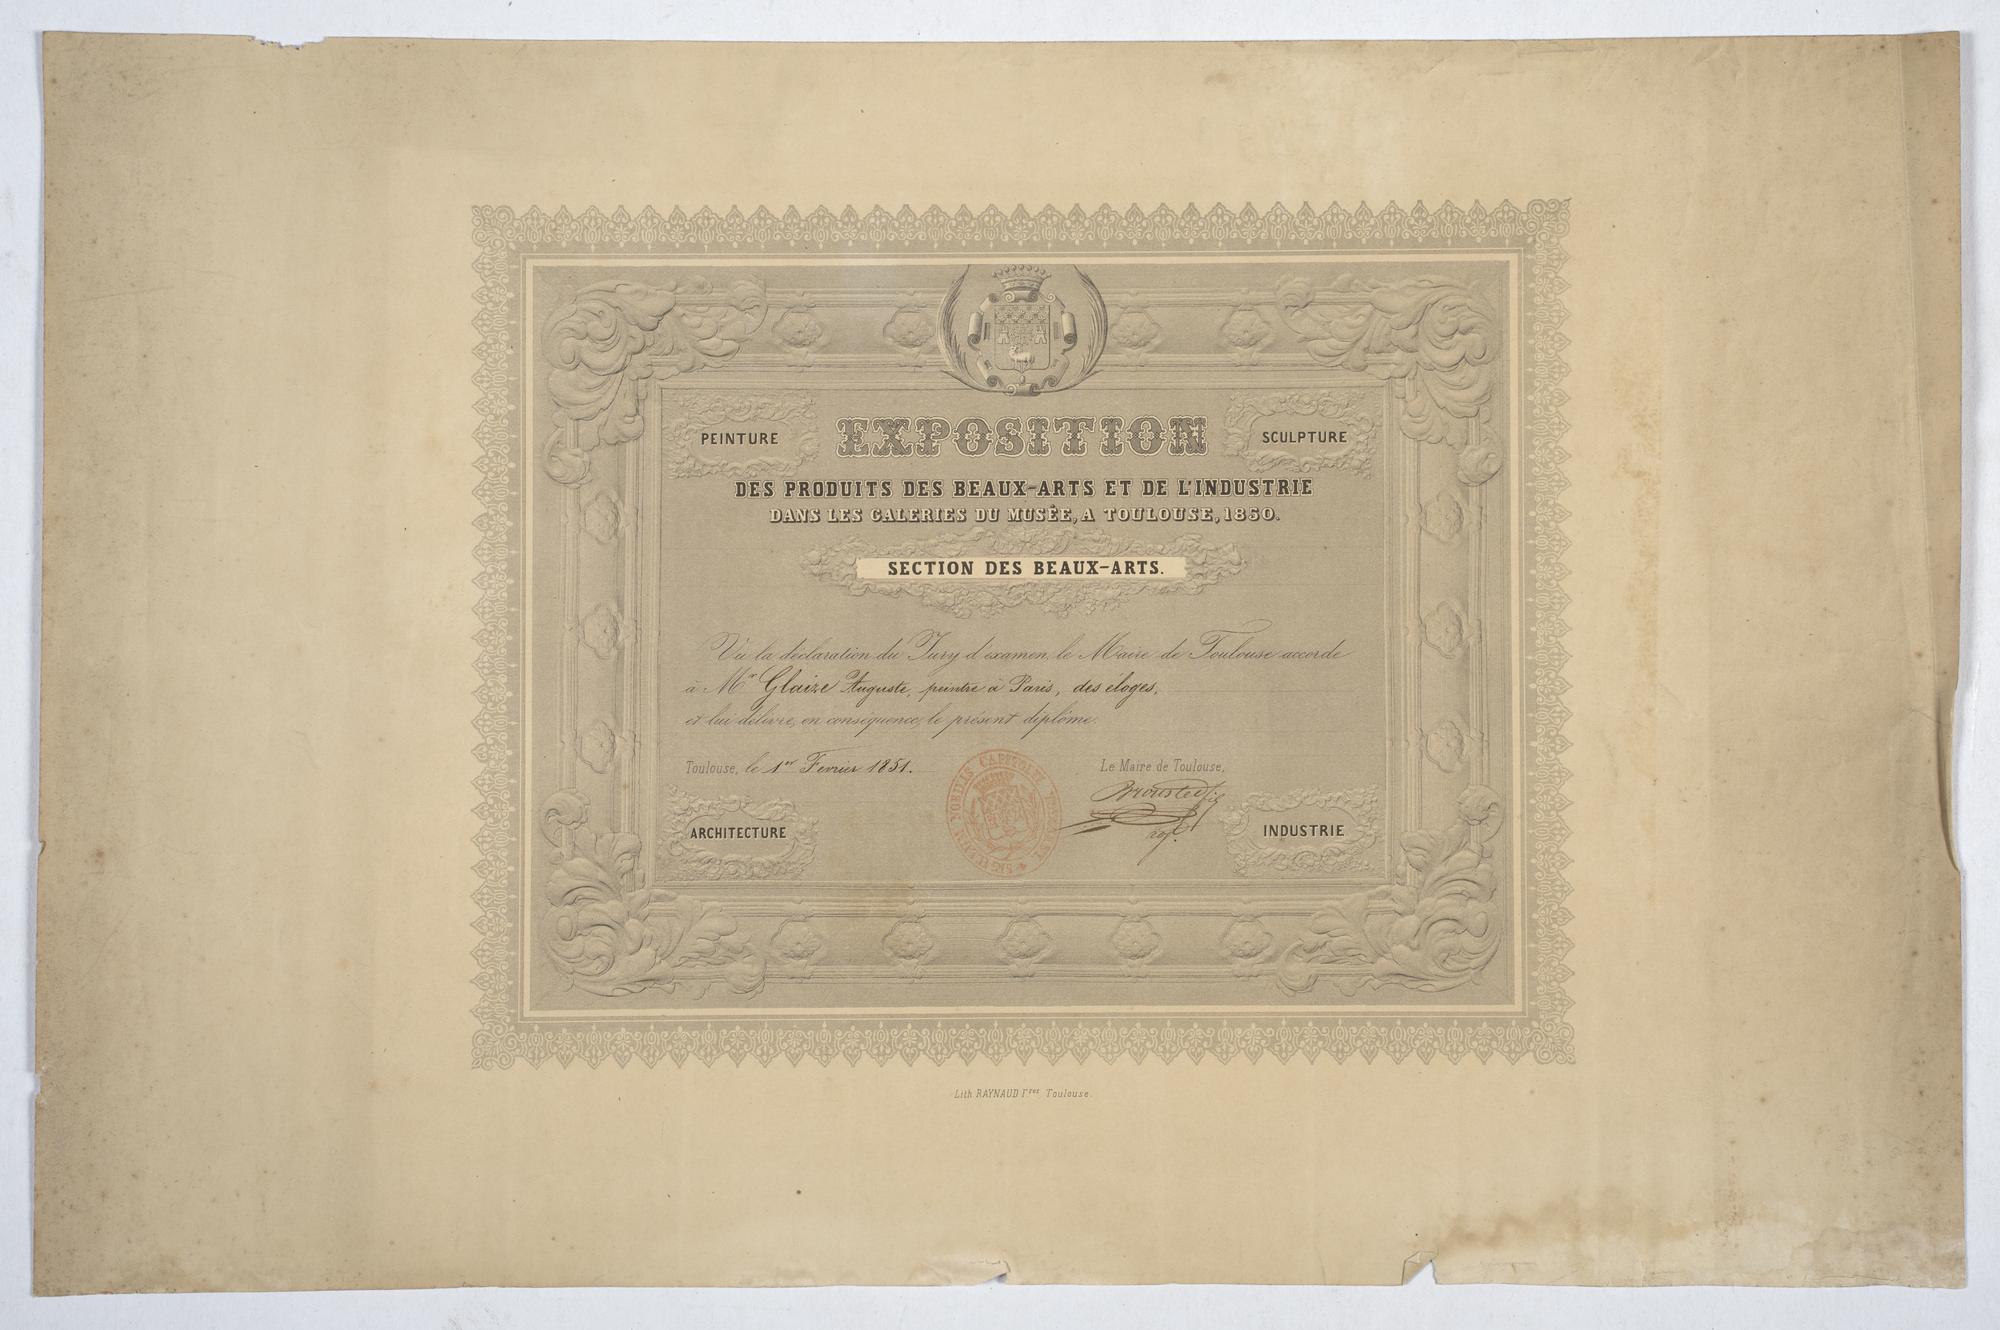 PEINTURE
EXPOSITION
SCULPTURE
DES PRODUITS DES BEAUX-ARTS ET DE L'INDUSTRIE
DANS LES GALERIES DU MUSÉE, A TOULOUSE, 1850.
SECTION DES BEAUX-ARTS.
Vu la déclaration du Jury d'examen, le Maire de Toulouse accorde
à Mr Glaize Auguste, peintre à Paris, des éloges,
et lui délivre, en conséquence, le présent diplôme.
Toulouse, le 1er Fevrier 1851.
Le Maire de Toulouse,
NOBILIS CAPITOLII
ARCHITECTURE
INDUSTRIE
Lith RAYNAUD Fres Toulouse.